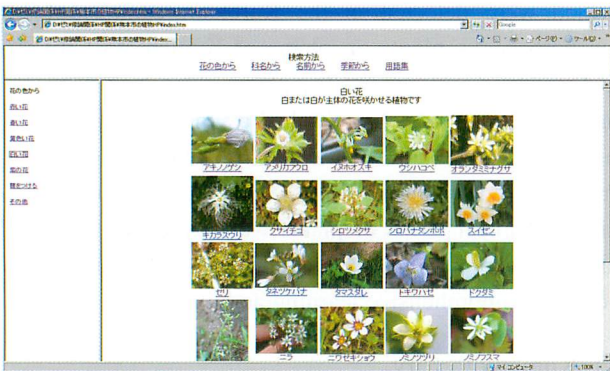 検索方法
花の色から 科名から 名前から 季節から 用語集
花の色から
白い花
黄色い花
穂をつける
その他
白い花
白または白が主体の花を咲かせる植物です
アキノノゲシ アメリカフウロ イヌホオズキ ウシハコベ オランダミミナグサ
キカラスウリ クサイチゴ シロツメクサ シロバナタンポポ スイセン
セリ タネツケバナ タマスダレ トキワハゼ ドクダミ
ニラ ニワゼキショウ ノミノツヅリ ノミノフスマ
マイ コンピュータ
100%